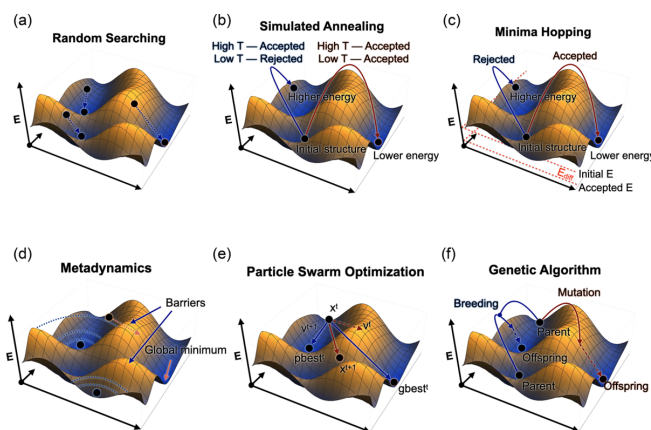 (a)
Random Searching
E
(b)
Simulated Annealing
High T — Accepted
Low T — Rejected
High T — Accepted
Low T — Accepted
Higher energy
Initial structure
Lower energy
E
(c)
Minima Hopping
Rejected
Accepted
Higher energy
Initial structure
Lower energy
E
Ediff
Initial E
Accepted E
(d)
Metadynamics
Barriers
Global minimum
E
(e)
Particle Swarm Optimization
xᵗ
vᵗ⁺¹
vᵗ
pbestᵗ
xᵗ⁺¹
gbestᵗ
E
(f)
Genetic Algorithm
Breeding
Mutation
Parent
Offspring
Parent
Offspring
E